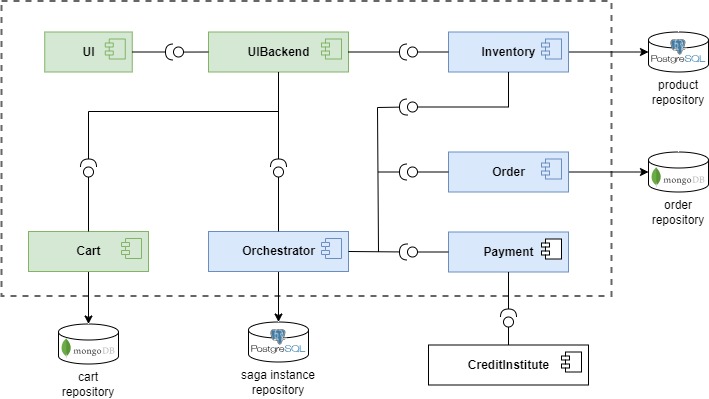 UI
UIBackend
Inventory
PostgreSQL
product
repository
Order
mongoDB
order
repository
Cart
Orchestrator
Payment
mongoDB
cart
repository
PostgreSQL
saga instance
repository
CreditInstitute